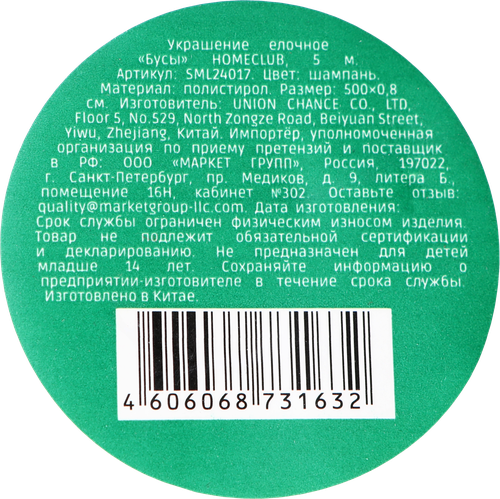 Украшение елочное
«Бусы» HOMECLUB, 5 м.
Артикул: SML24017. Цвет: шампань.
Материал: полистирол. Размер: 500×0,8
см. Изготовитель: UNION CHANCE CO., LTD,
Floor 5, No.529, North Zongze Road, Beiyuan Street,
Yiwu, Zhejiang, Китай. Импортёр, уполномоченная
организация по приему претензий и поставщик
в РФ: ООО «МАРКЕТ ГРУПП», Россия, 197022,
г. Санкт-Петербург, пр. Медиков, д. 9, литера Б.,
помещение 16Н, кабинет №302. Оставьте отзыв:
quality@marketgroup-llc.com. Дата изготовления:
Срок службы ограничен физическим износом изделия.
Товар не подлежит обязательной сертификации
и декларированию. Не предназначен для детей
младше 14 лет. Сохраняйте информацию о
предприятии-изготовителе в течение срока службы.
Изготовлено в Китае.
4 606068 731632